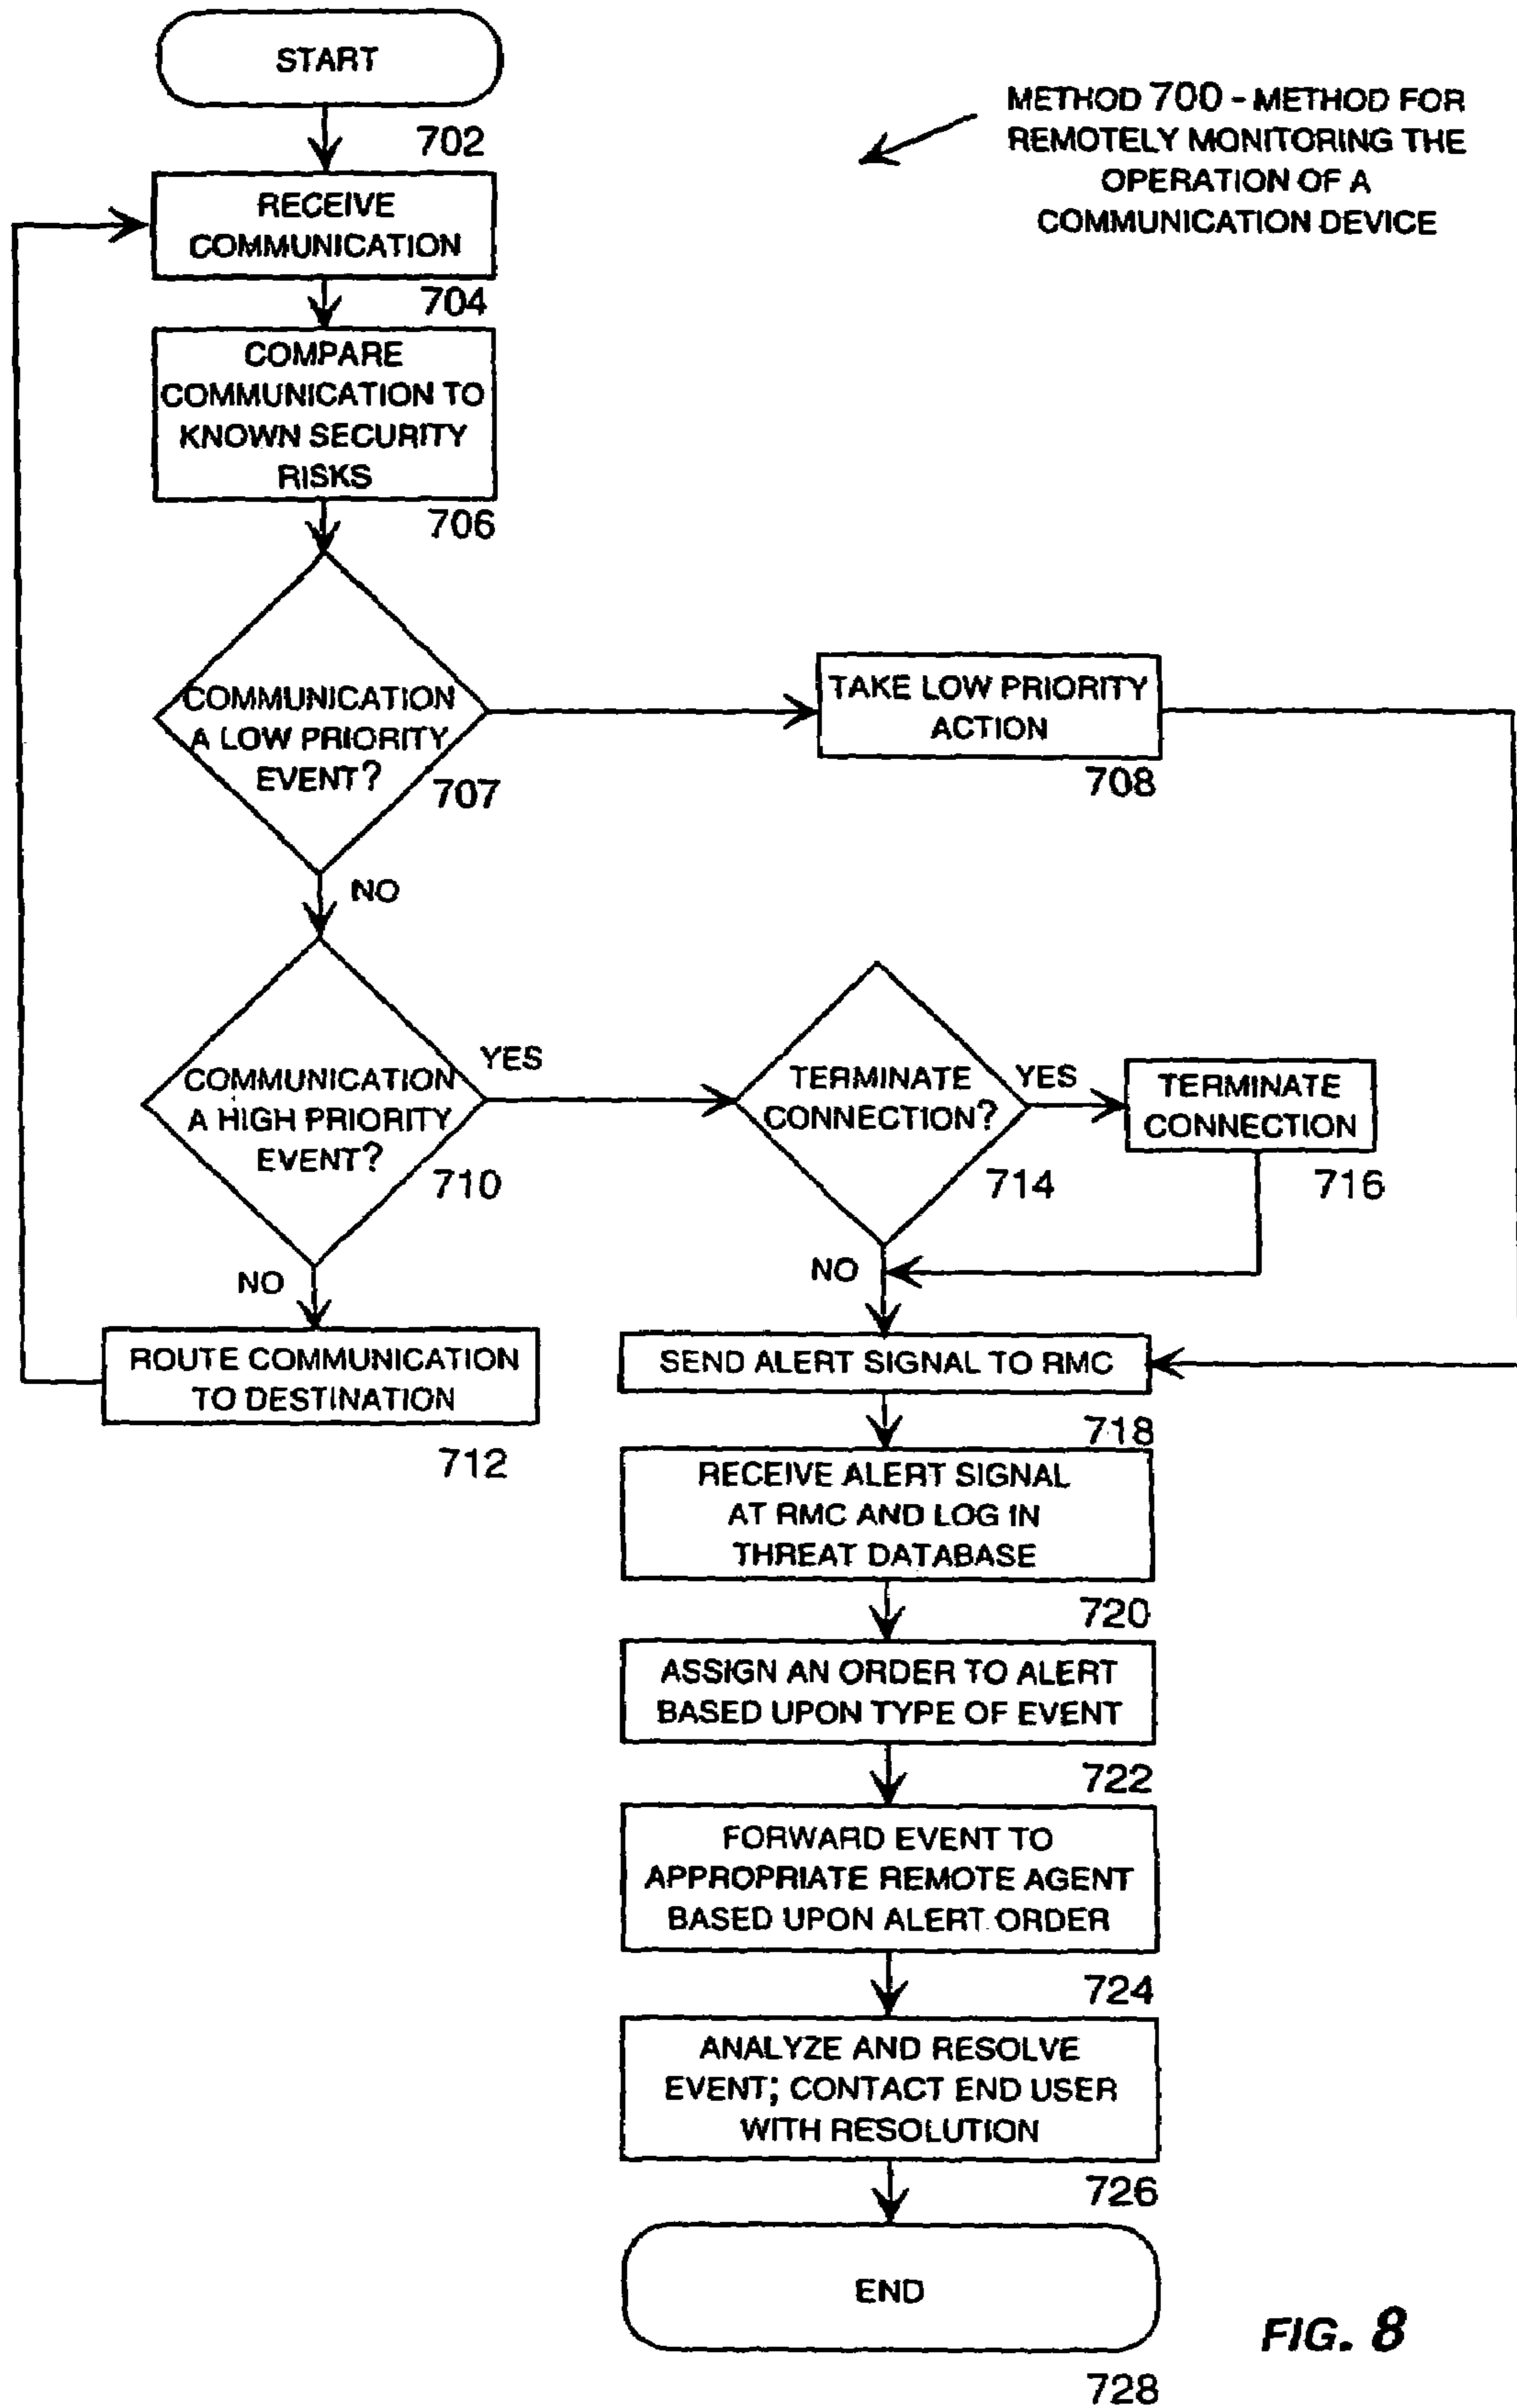 START
METHOD 700 - METHOD FOR
REMOTELY MONITORING THE
OPERATION OF A
COMMUNICATION DEVICE
702
RECEIVE
COMMUNICATION
704
COMPARE
COMMUNICATION TO
KNOWN SECURITY
RISKS
706
COMMUNICATION
A LOW PRIORITY
EVENT?
707
TAKE LOW PRIORITY
ACTION
708
NO
COMMUNICATION
A HIGH PRIORITY
EVENT?
710
YES
TERMINATE
CONNECTION?
714
YES
TERMINATE
CONNECTION
716
NO
NO
ROUTE COMMUNICATION
TO DESTINATION
712
SEND ALERT SIGNAL TO RMC
718
RECEIVE ALERT SIGNAL
AT RMC AND LOG IN
THREAT DATABASE
720
ASSIGN AN ORDER TO ALERT
BASED UPON TYPE OF EVENT
722
FORWARD EVENT TO
APPROPRIATE REMOTE AGENT
BASED UPON ALERT ORDER
724
ANALYZE AND RESOLVE
EVENT; CONTACT END USER
WITH RESOLUTION
726
END
728
FIG. 8